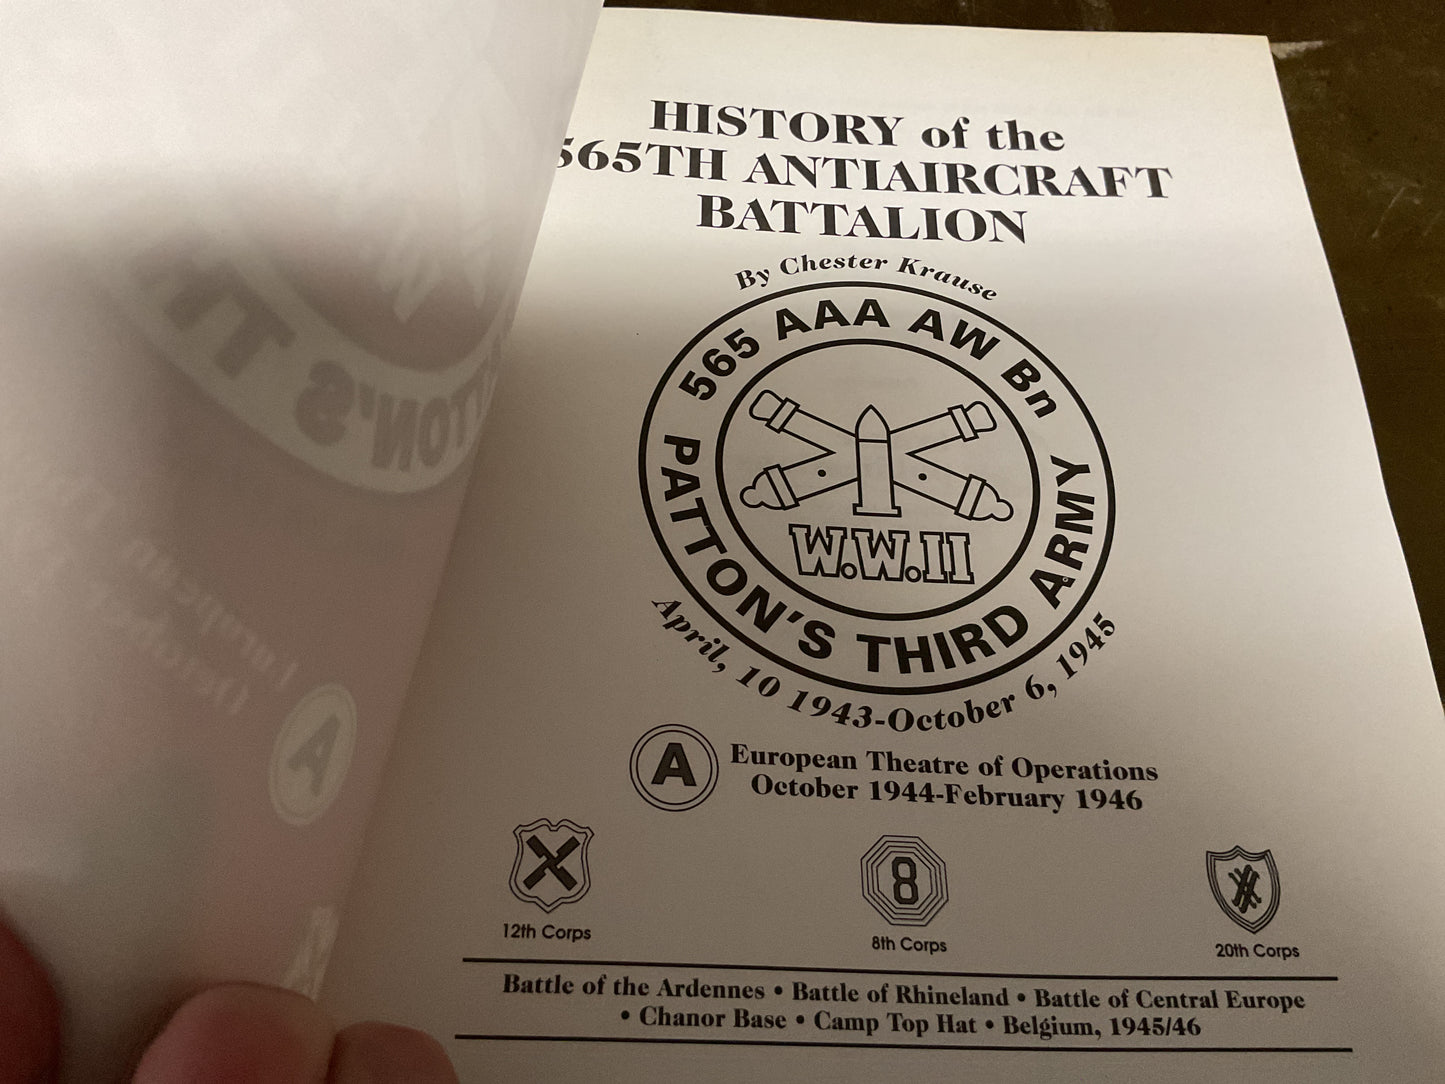 HISTORY of the
565TH ANTIAIRCRAFT
BATTALION
By Chester Krause
565 AAA AW Bn
PATTON'S THIRD ARMY
W.W.II
April, 10 1943-October 6, 1945
A
European Theatre of Operations
October 1944-February 1946
8
12th Corps
8th Corps
20th Corps
Battle of the Ardennes • Battle of Rhineland • Battle of Central Europe
• Chanor Base • Camp Top Hat • Belgium, 1945/46